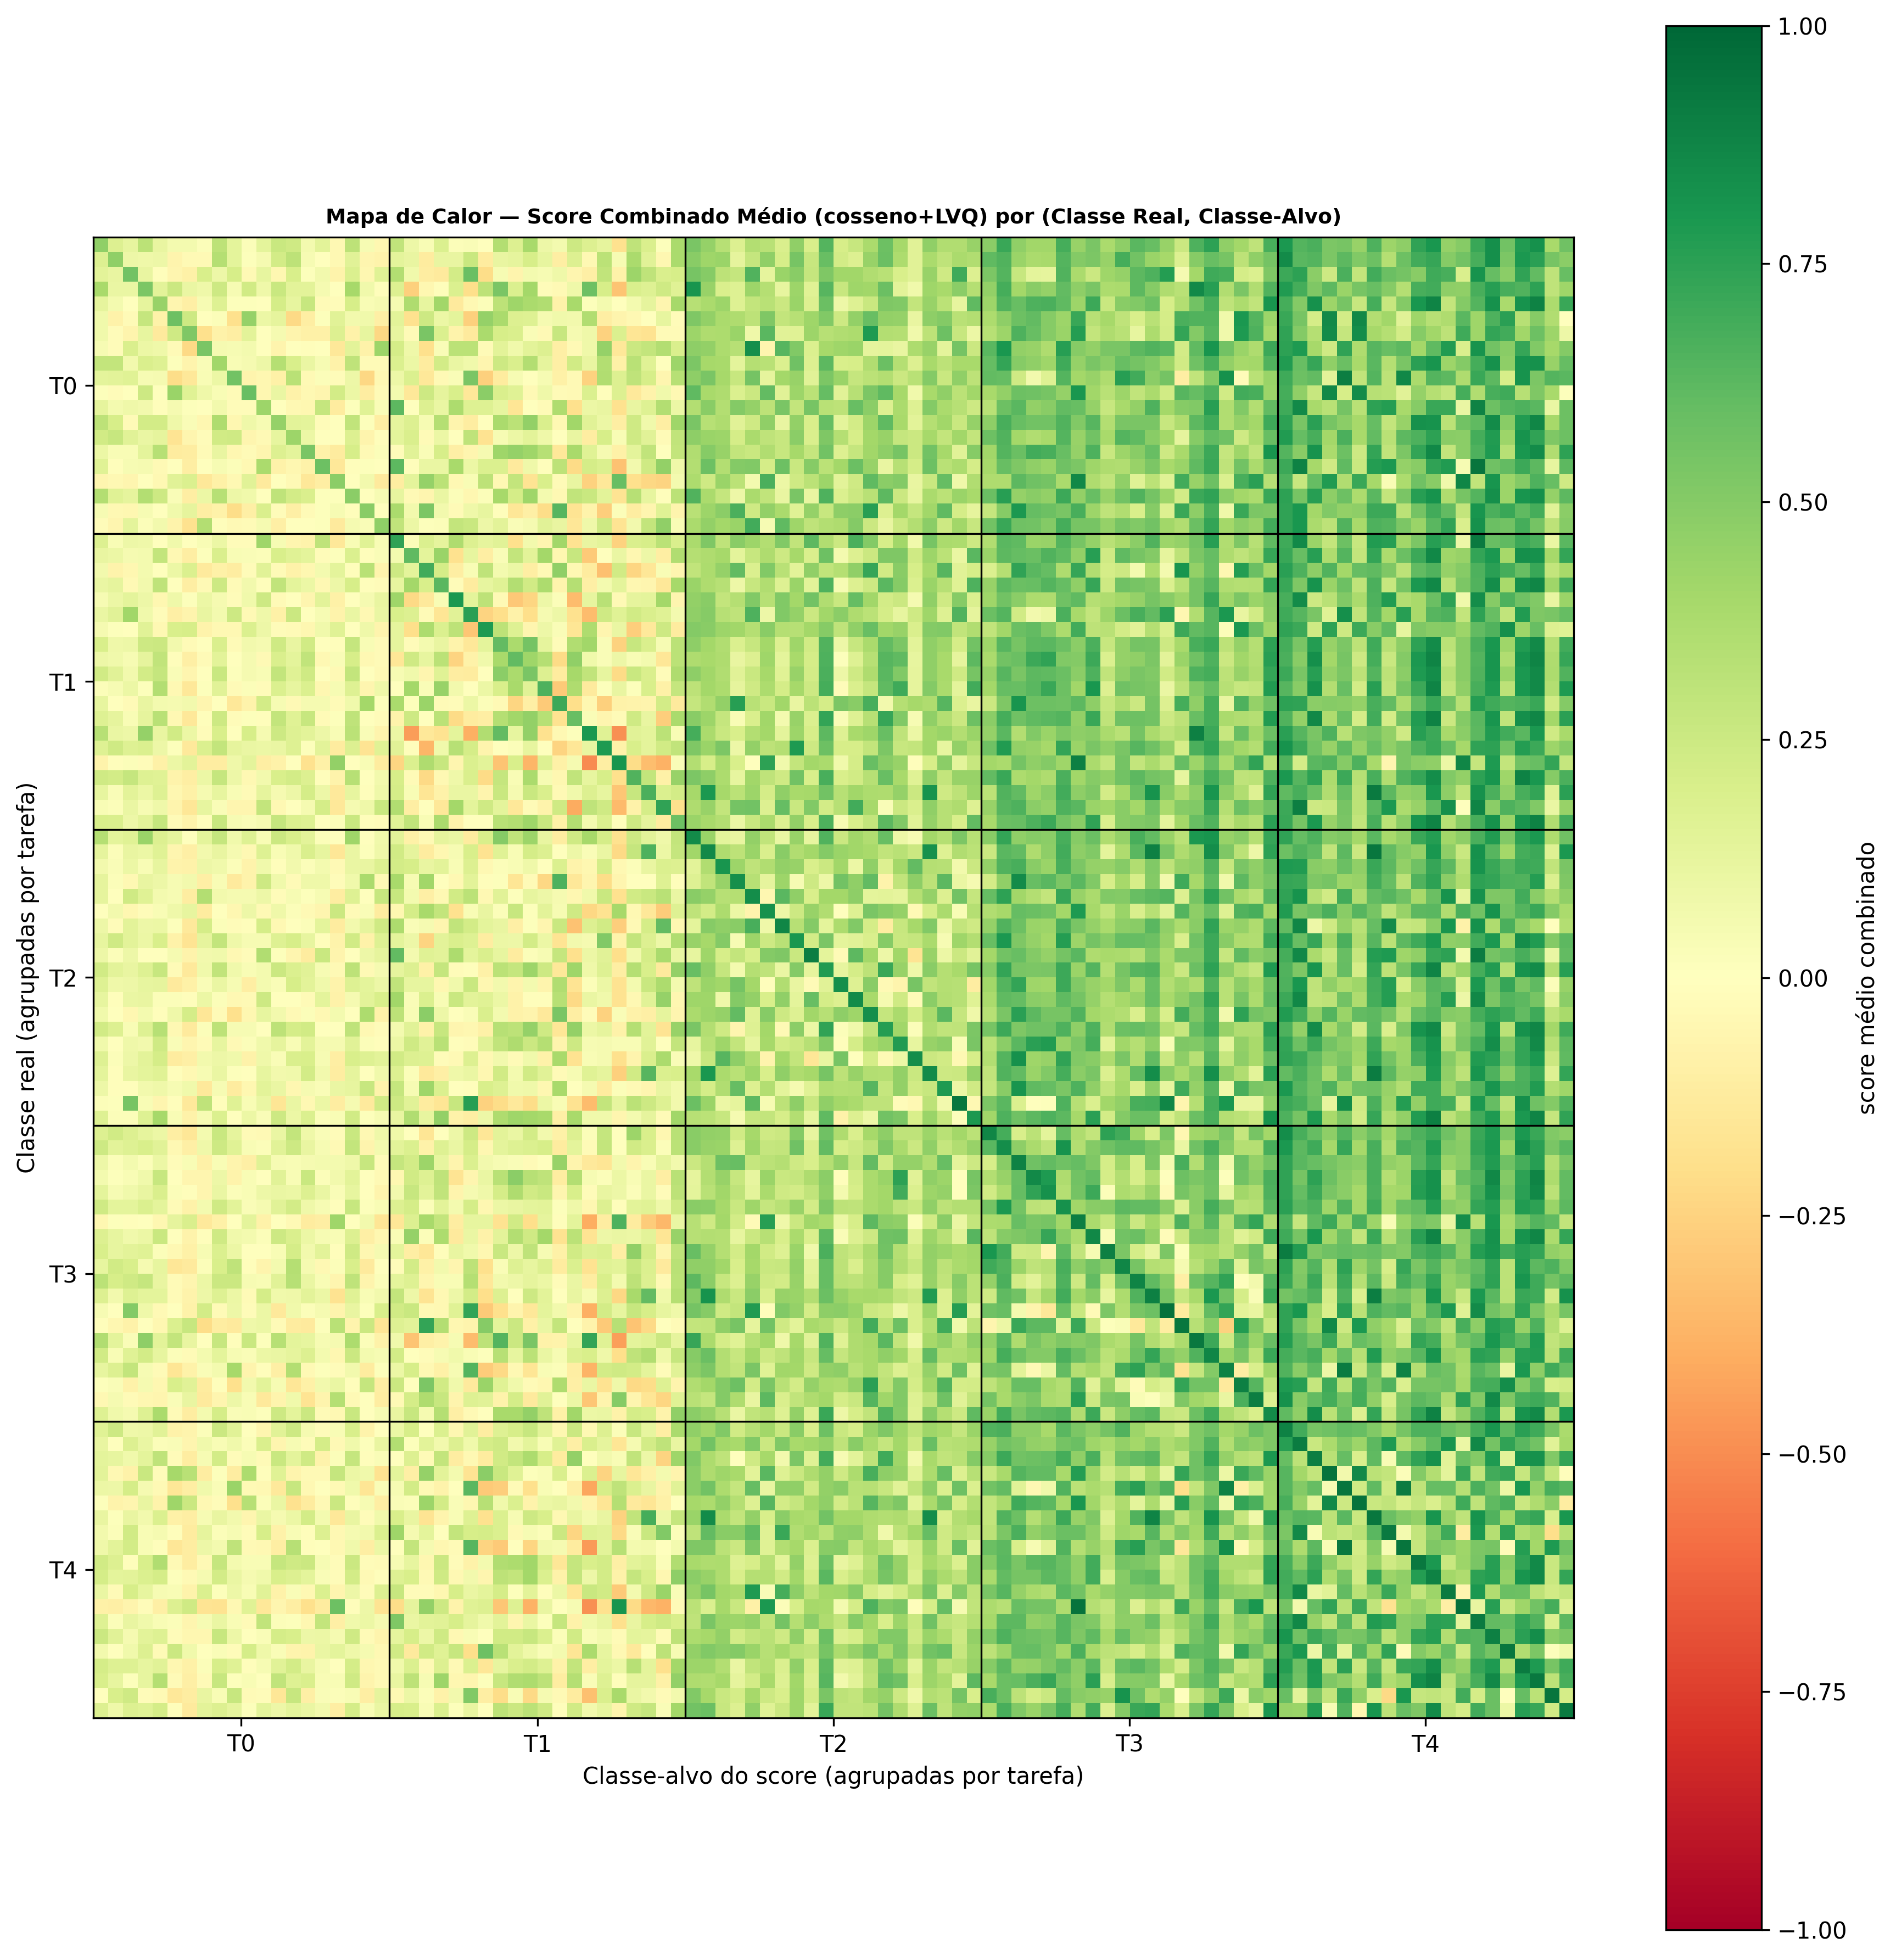 Mapa de Calor — Score Combinado Médio (cosseno+LVQ) por (Classe Real, Classe-Alvo)
Classe real (agrupadas por tarefa)
T0
T1
T2
T3
T4
T0 T1 T2 T3 T4
Classe-alvo do score (agrupadas por tarefa)
1.00
0.75
0.50
0.25
0.00
−0.25
−0.50
−0.75
−1.00
score médio combinado